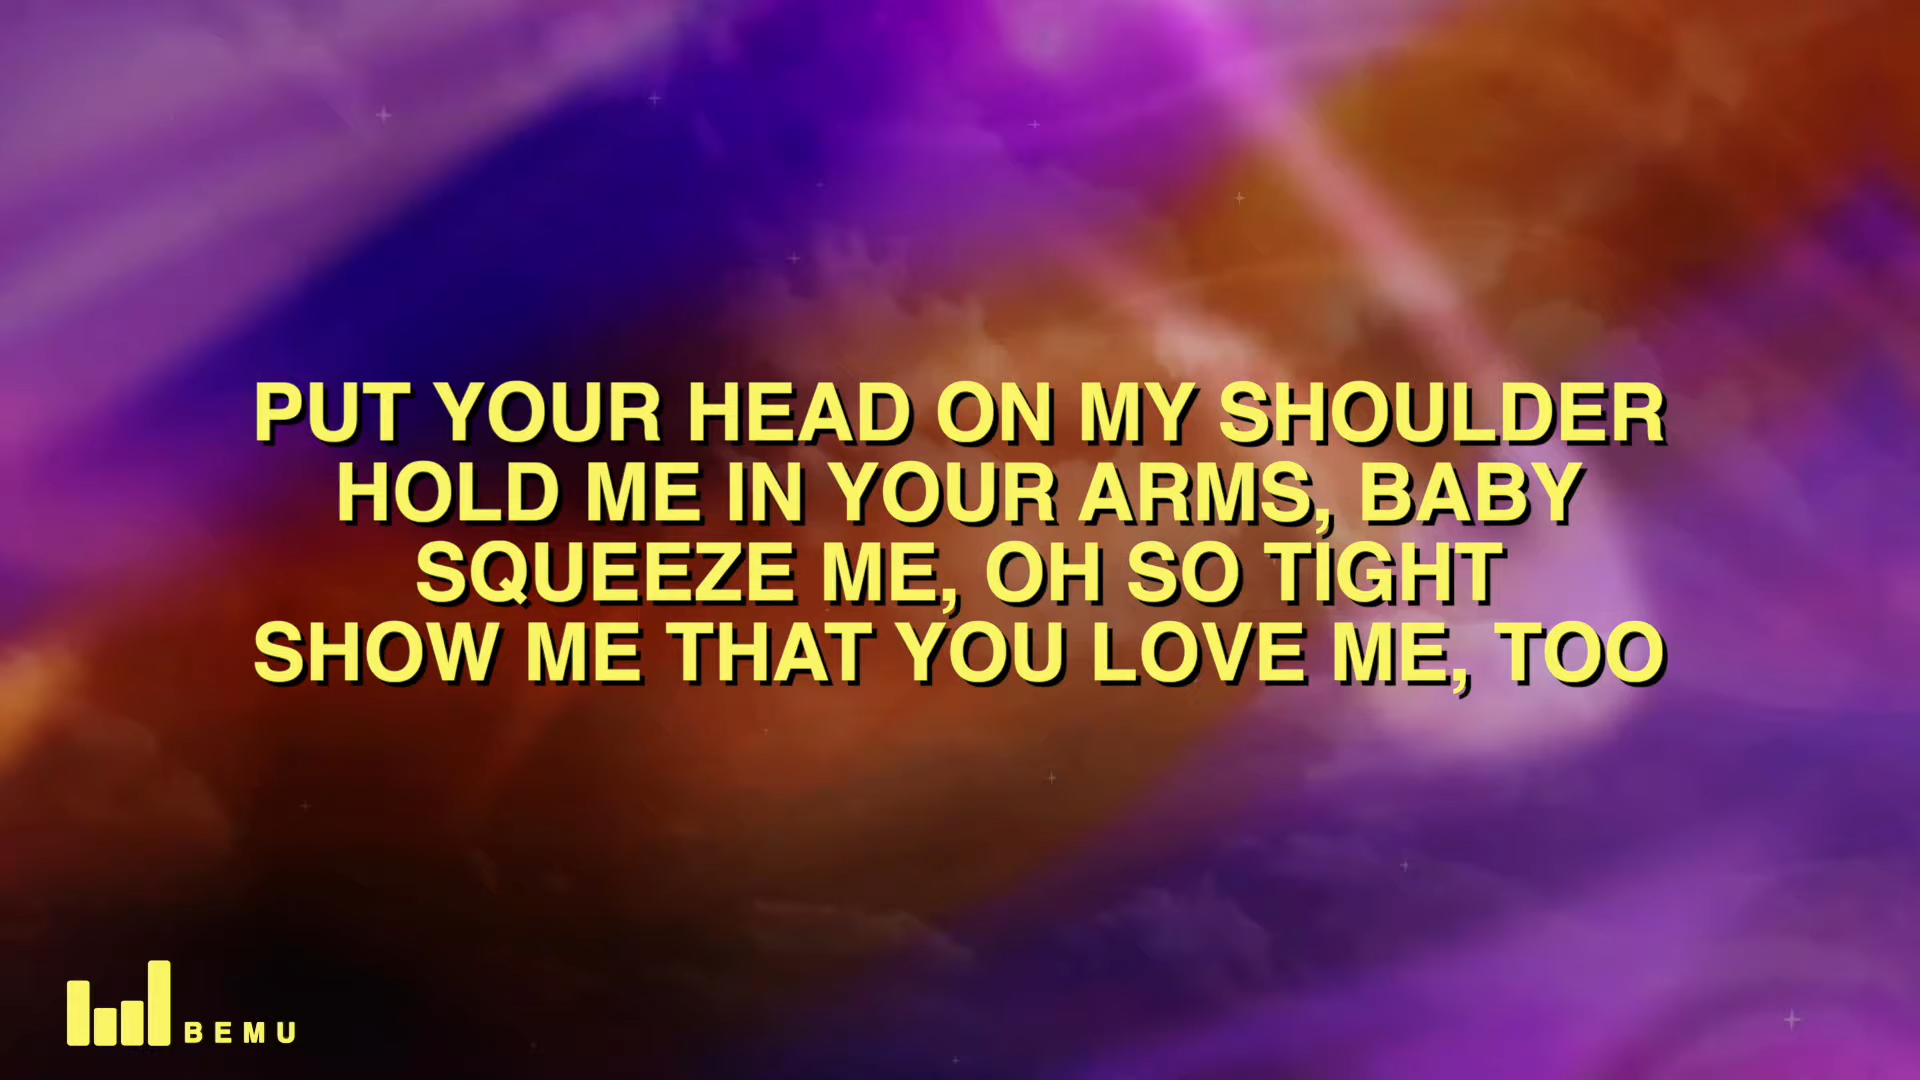 PUT YOUR HEAD ON MY SHOULDER
HOLD ME IN YOUR ARMS, BABY
SQUEEZE ME, OH SO TIGHT
SHOW ME THAT YOU LOVE ME, TOO
BEMU